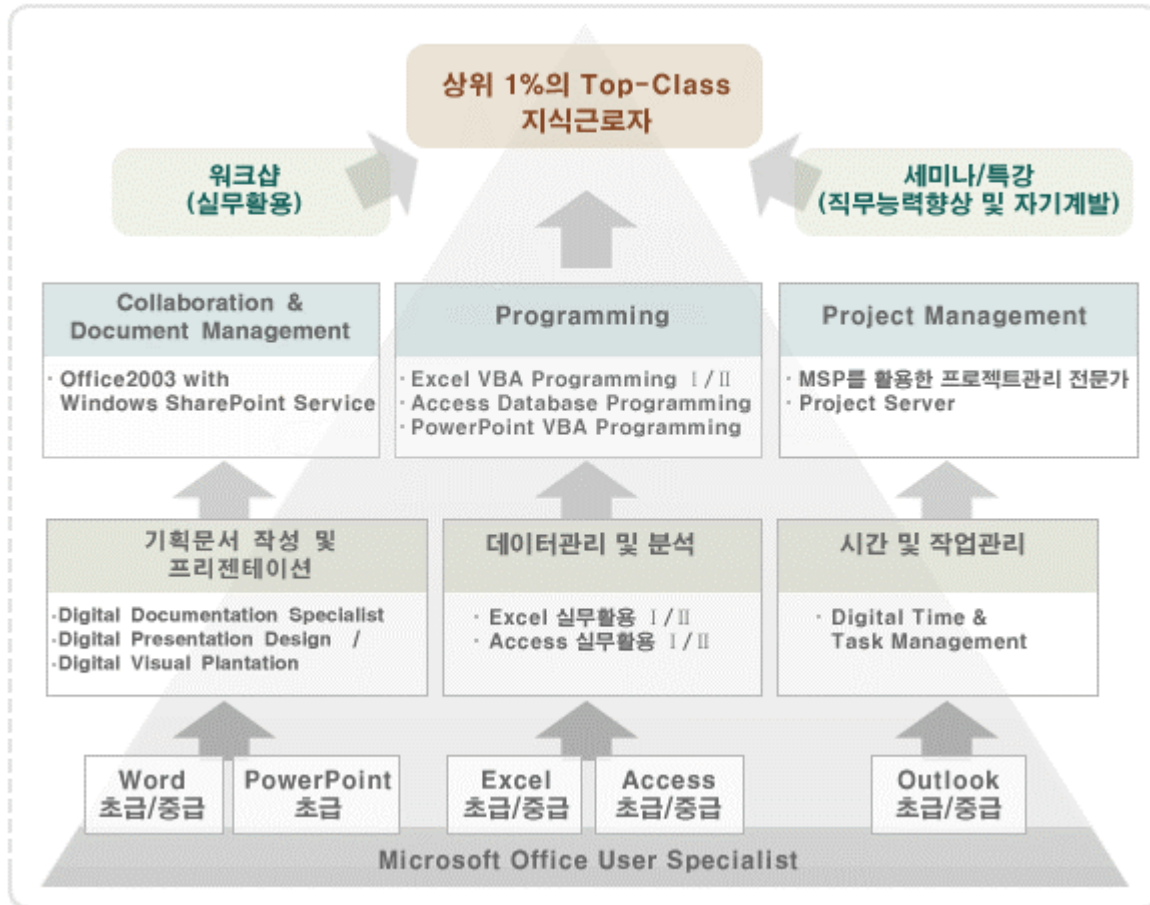 상위 1%의 Top-Class
지식근로자
워크샵
(실무활용)
세미나/특강
(직무능력향상 및 자기계발)
Collaboration &
Document Management
· Office2003 with
Windows SharePoint Service
Programming
· Excel VBA Programming Ⅰ/Ⅱ
· Access Database Programming
· PowerPoint VBA Programming
Project Management
· MSP를 활용한 프로젝트관리 전문가
· Project Server
기획문서 작성 및
프리젠테이션
·Digital Documentation Specialist
·Digital Presentation Design /
·Digital Visual Plantation
데이터관리 및 분석
· Excel 실무활용 Ⅰ/Ⅱ
· Access 실무활용 Ⅰ/Ⅱ
시간 및 작업관리
· Digital Time &
Task Management
Word
초급/중급
PowerPoint
초급
Excel
초급/중급
Access
초급/중급
Outlook
초급/중급
Microsoft Office User Specialist